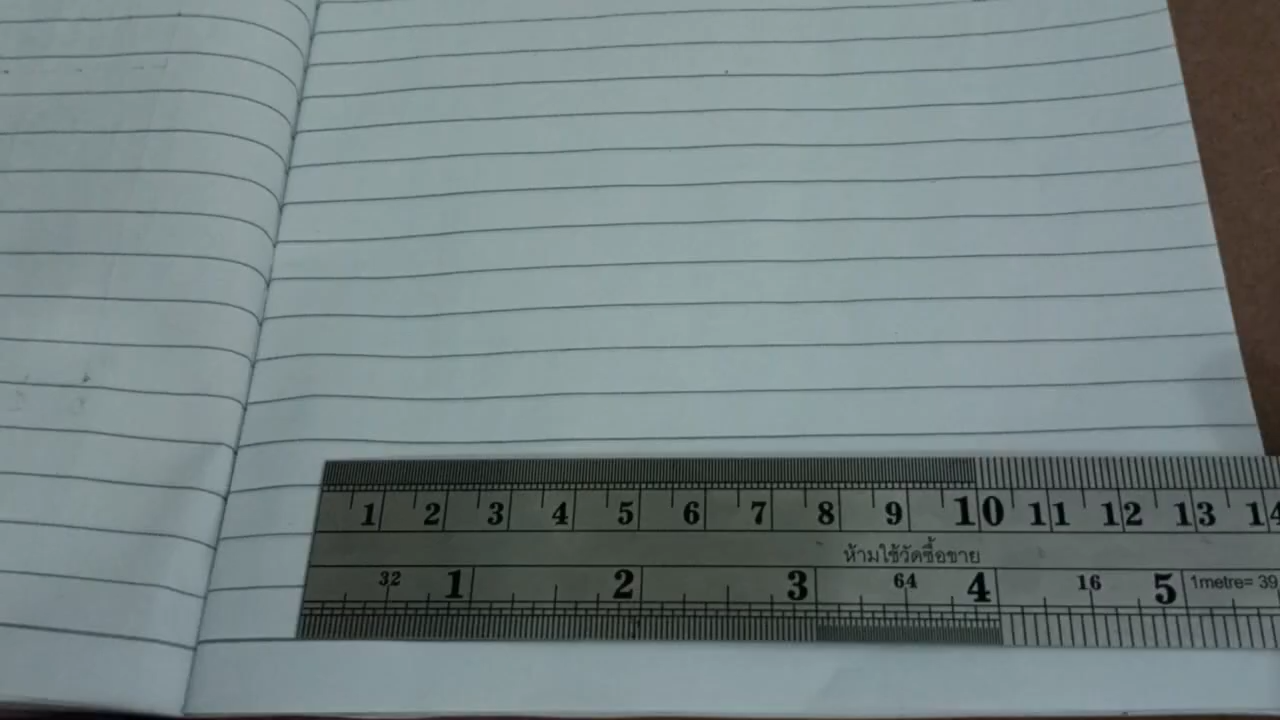 1 2 3 4 5 6 7 8 9 10 11 12 13 14
ห้ามใช้วัดซื้อขาย
32 1 2 3 64 4 16 5 1metre= 39